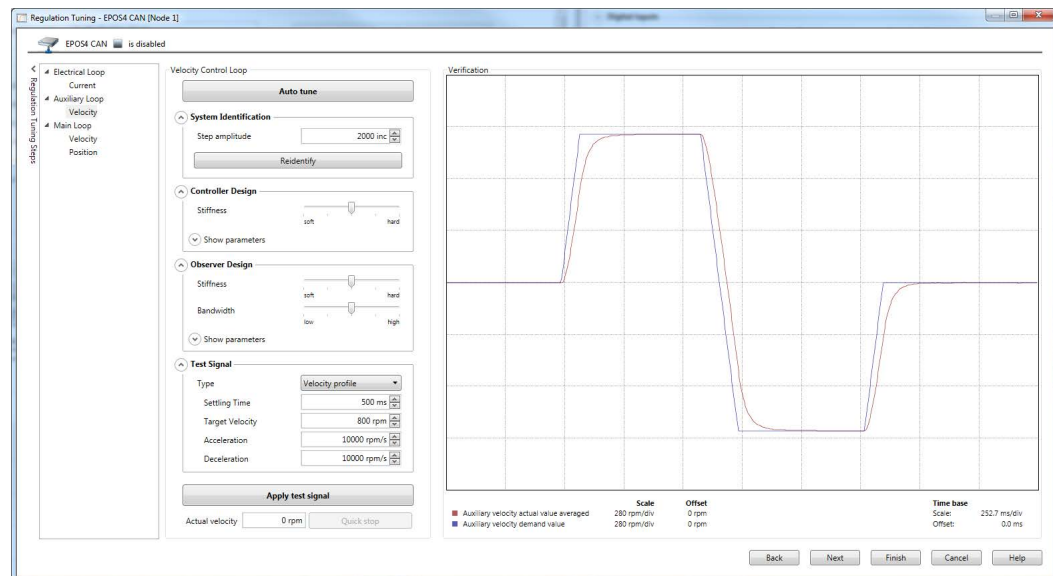 Regulation Tuning - EPOS4 CAN [Node 1]
EPOS4 CAN is disabled
Regulation Tuning Steps
Electrical Loop
Current
Auxiliary Loop
Velocity
Main Loop
Velocity
Position
Velocity Control Loop
Auto tune
System Identification
Step amplitude 2000 inc
Reidentify
Controller Design
Stiffness
soft hard
Show parameters
Observer Design
Stiffness
soft hard
Bandwidth
low high
Show parameters
Test Signal
Type Velocity profile
Settling Time 500 ms
Target Velocity 800 rpm
Acceleration 10000 rpm/s
Deceleration 10000 rpm/s
Apply test signal
Actual velocity 0 rpm Quick stop
Verification
Scale Offset Time base
Auxiliary velocity actual value averaged 280 rpm/div 0 rpm Scale: 252.7 ms/div
Auxiliary velocity demand value 280 rpm/div 0 rpm Offset: 0.0 ms
Back Next Finish Cancel Help